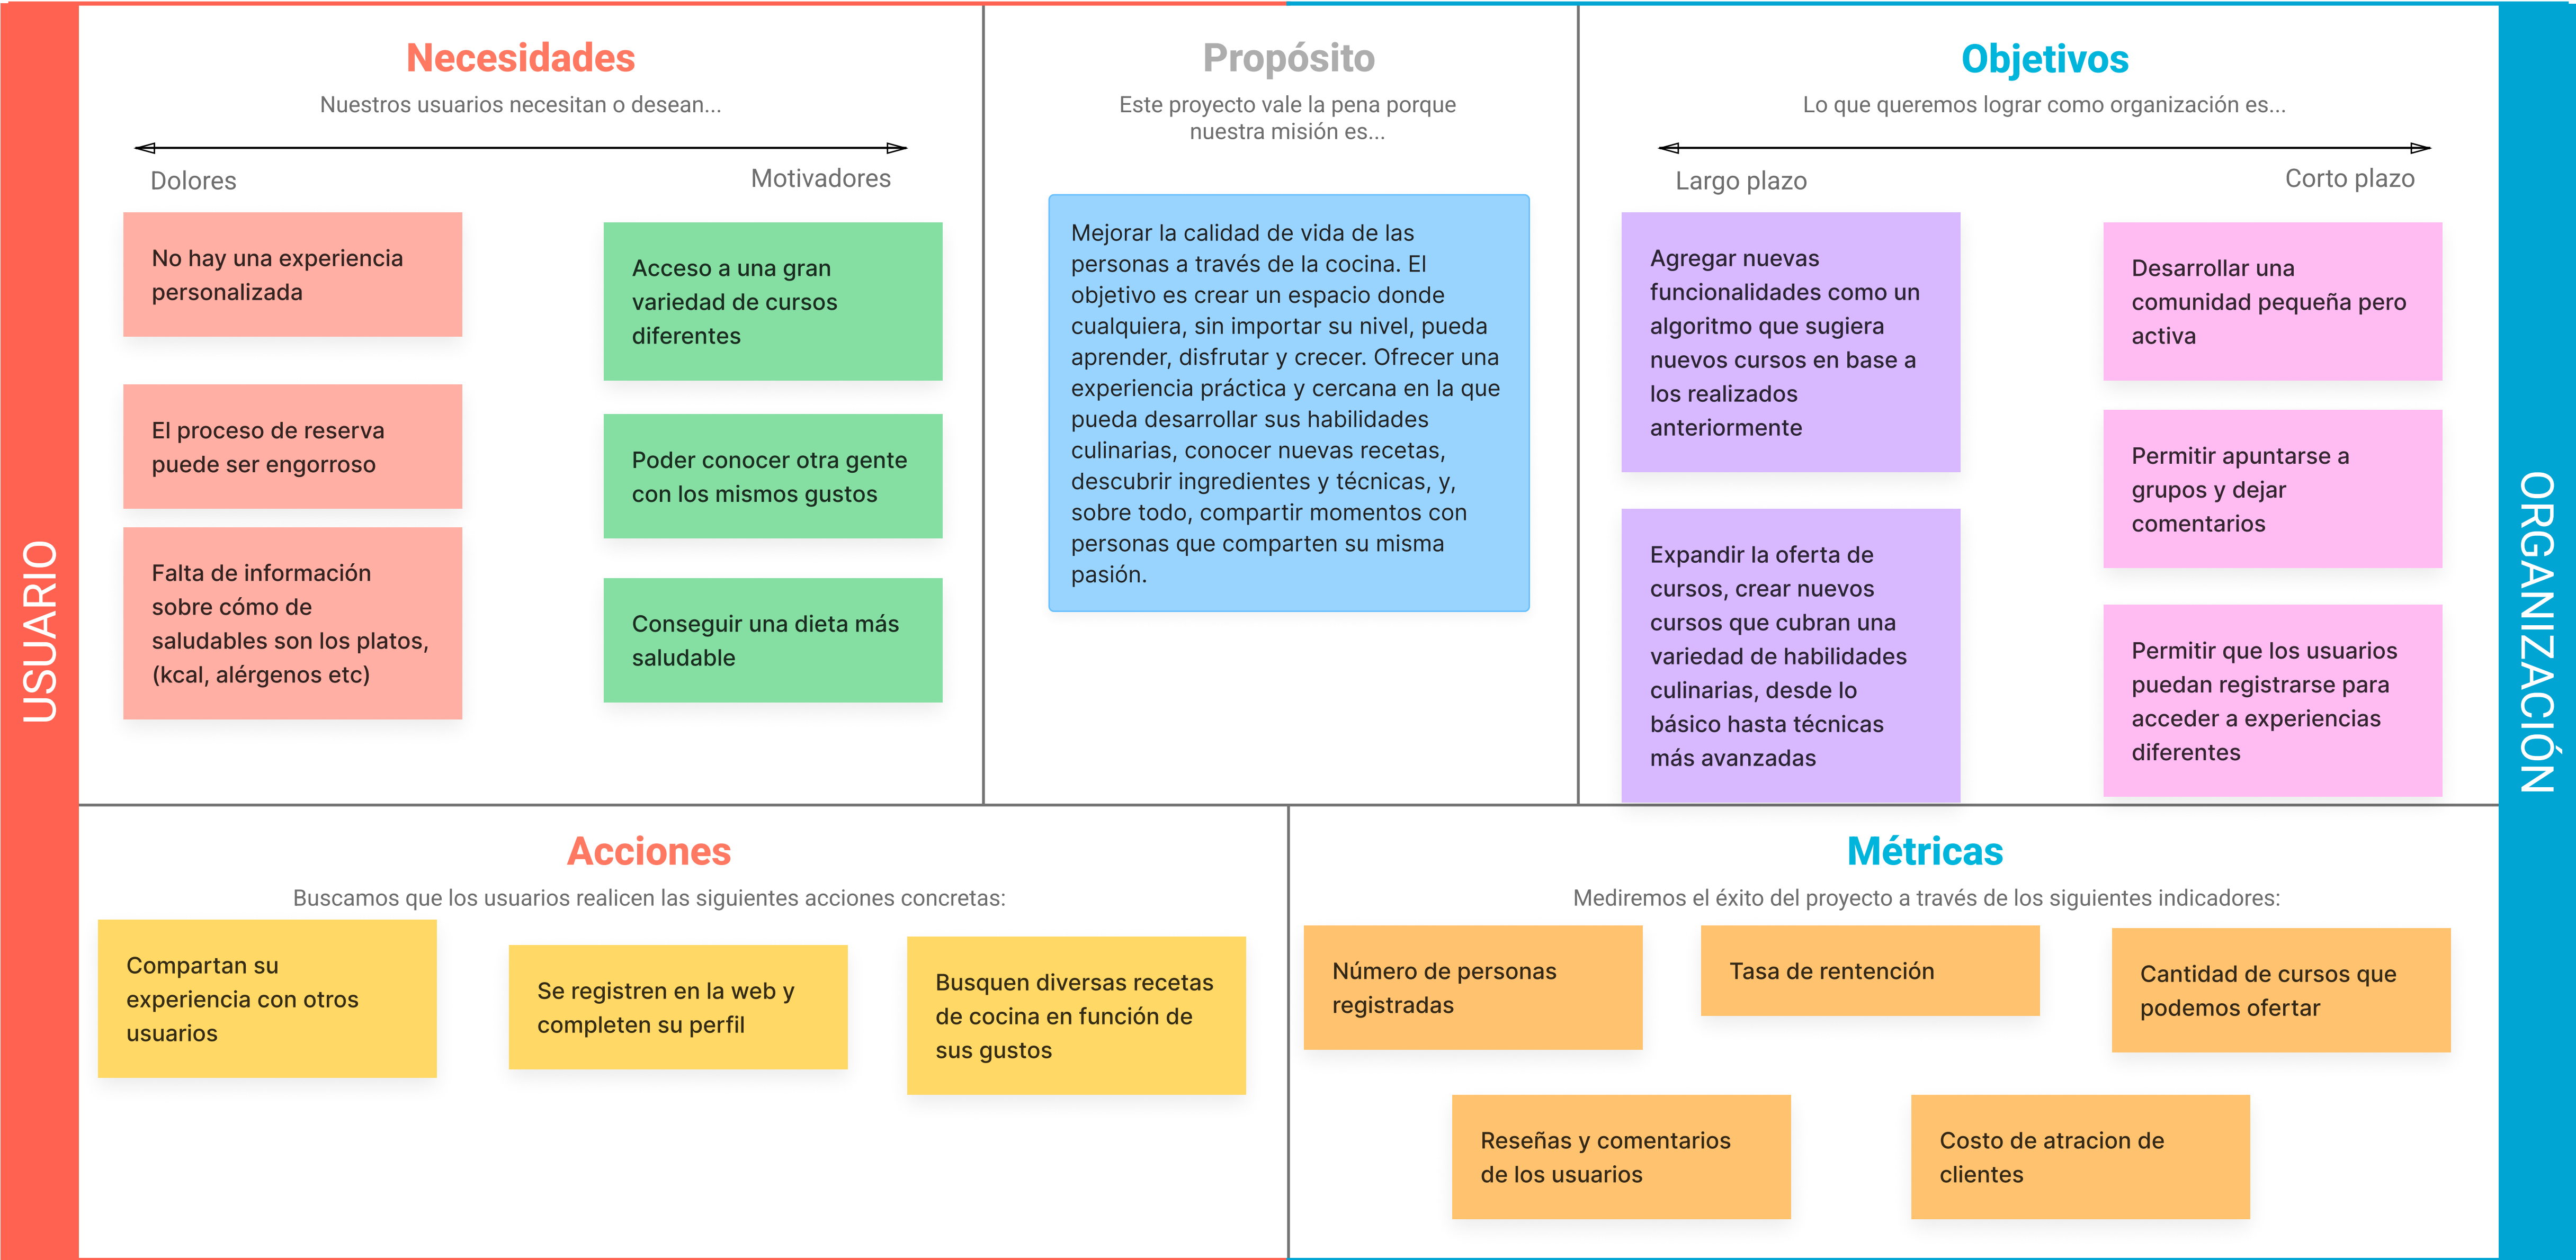 USUARIO
Necesidades
Nuestros usuarios necesitan o desean...
Dolores
Motivadores
No hay una experiencia
personalizada
El proceso de reserva
puede ser engorroso
Falta de información
sobre cómo de
saludables son los platos,
(kcal, alérgenos etc)
Acceso a una gran
variedad de cursos
diferentes
Poder conocer otra gente
con los mismos gustos
Conseguir una dieta más
saludable
Propósito
Este proyecto vale la pena porque
nuestra misión es...
Mejorar la calidad de vida de las
personas a través de la cocina. El
objetivo es crear un espacio donde
cualquiera, sin importar su nivel, pueda
aprender, disfrutar y crecer. Ofrecer una
experiencia práctica y cercana en la que
pueda desarrollar sus habilidades
culinarias, conocer nuevas recetas,
descubrir ingredientes y técnicas, y,
sobre todo, compartir momentos con
personas que comparten su misma
pasión.
Objetivos
Lo que queremos lograr como organización es...
Largo plazo
Corto plazo
Agregar nuevas
funcionalidades como un
algoritmo que sugiera
nuevos cursos en base a
los realizados
anteriormente
Expandir la oferta de
cursos, crear nuevos
cursos que cubran una
variedad de habilidades
culinarias, desde lo
básico hasta técnicas
más avanzadas
Desarrollar una
comunidad pequeña pero
activa
Permitir apuntarse a
grupos y dejar
comentarios
Permitir que los usuarios
puedan registrarse para
acceder a experiencias
diferentes
ORGANIZACIÓN
Acciones
Buscamos que los usuarios realicen las siguientes acciones concretas:
Compartan su
experiencia con otros
usuarios
Se registren en la web y
completen su perfil
Busquen diversas recetas
de cocina en función de
sus gustos
Métricas
Mediremos el éxito del proyecto a través de los siguientes indicadores:
Número de personas
registradas
Tasa de rentención
Cantidad de cursos que
podemos ofertar
Reseñas y comentarios
de los usuarios
Costo de atracion de
clientes